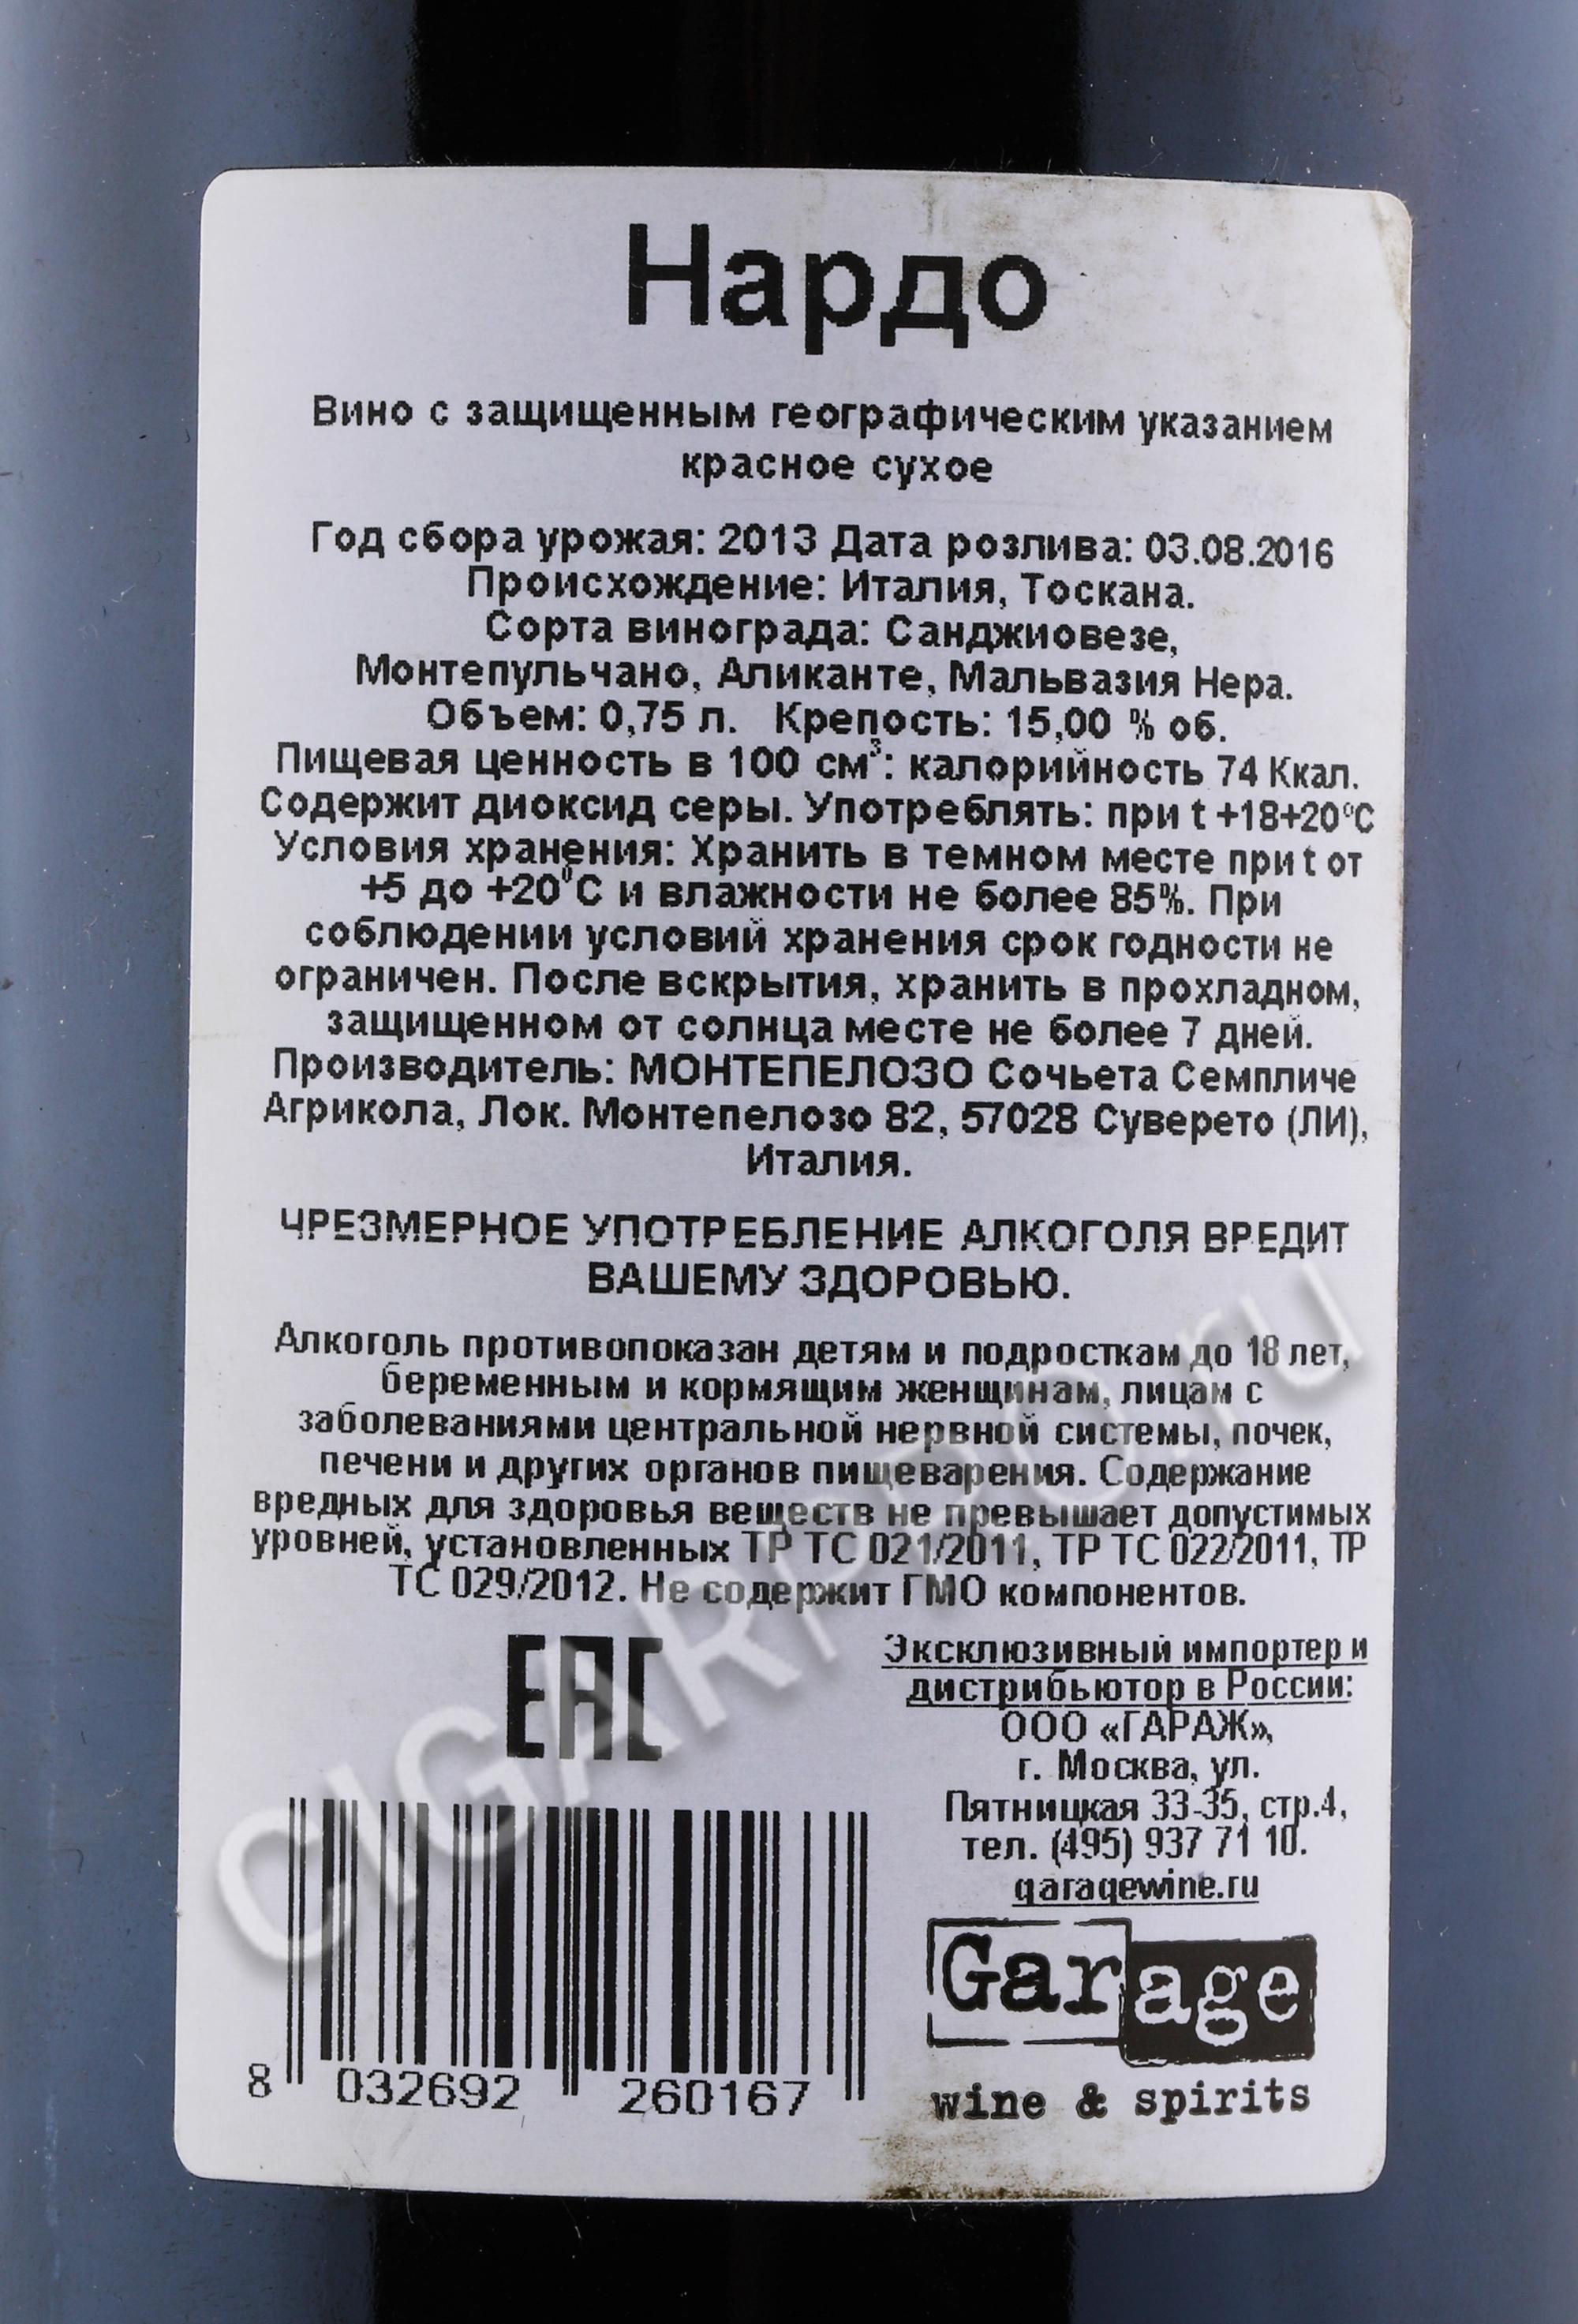 Нардо
Вино с защищенным географическим указанием
красное сухое
Год сбора урожая: 2013 Дата розлива: 03.08.2016
Происхождение: Италия, Тоскана.
Сорта винограда: Санджиовезе,
Монтепульчано, Аликанте, Мальвазия Нера.
Объем: 0,75 л. Крепость: 15,00 % об.
Пищевая ценность в 100 см³: калорийность 74 Ккал.
Содержит диоксид серы. Употреблять: при t +18+20°С
Условия хранения: Хранить в темном месте при t от
+5 до +20°С и влажности не более 85%. При
соблюдении условий хранения срок годности не
ограничен. После вскрытия, хранить в прохладном,
защищенном от солнца месте не более 7 дней.
Производитель: МОНТЕПЕЛОЗО Сочьета Семпличе
Агрикола, Лок. Монтепелозо 82, 57028 Суверето (ЛИ),
Италия.
ЧРЕЗМЕРНОЕ УПОТРЕБЛЕНИЕ АЛКОГОЛЯ ВРЕДИТ
ВАШЕМУ ЗДОРОВЬЮ.
Алкоголь противопоказан детям и подросткам до 18 лет,
беременным и кормящим женщинам, лицам с
заболеваниями центральной нервной системы, почек,
печени и других органов пищеварения. Содержание
вредных для здоровья веществ не превышает допустимых
уровней, установленных ТР ТС 021/2011, ТР ТС 022/2011, ТР
ТС 029/2012. Не содержит ГМО компонентов.
EAC
Эксклюзивный импортер и
дистрибьютор в России:
ООО «ГАРАЖ»,
г. Москва, ул.
Пятницкая 33-35, стр.4,
тел. (495) 937 71 10.
garagewine.ru
Garage
wine & spirits
8 032692 260167
CIGARPRO.ru